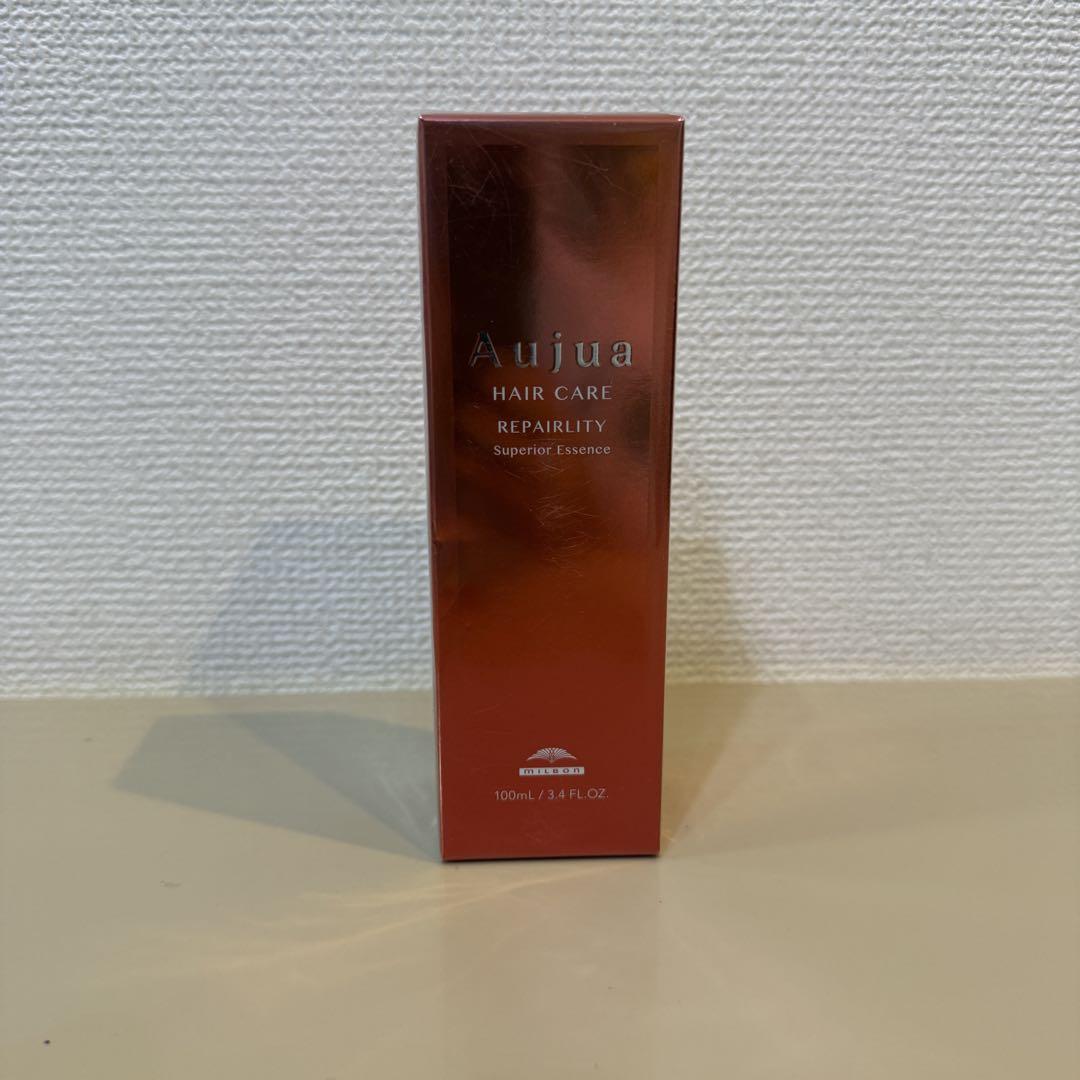 Aujua
HAIR CARE
REPAIRLITY
Superior Essence
MILBON
100mL / 3.4 FL.OZ.